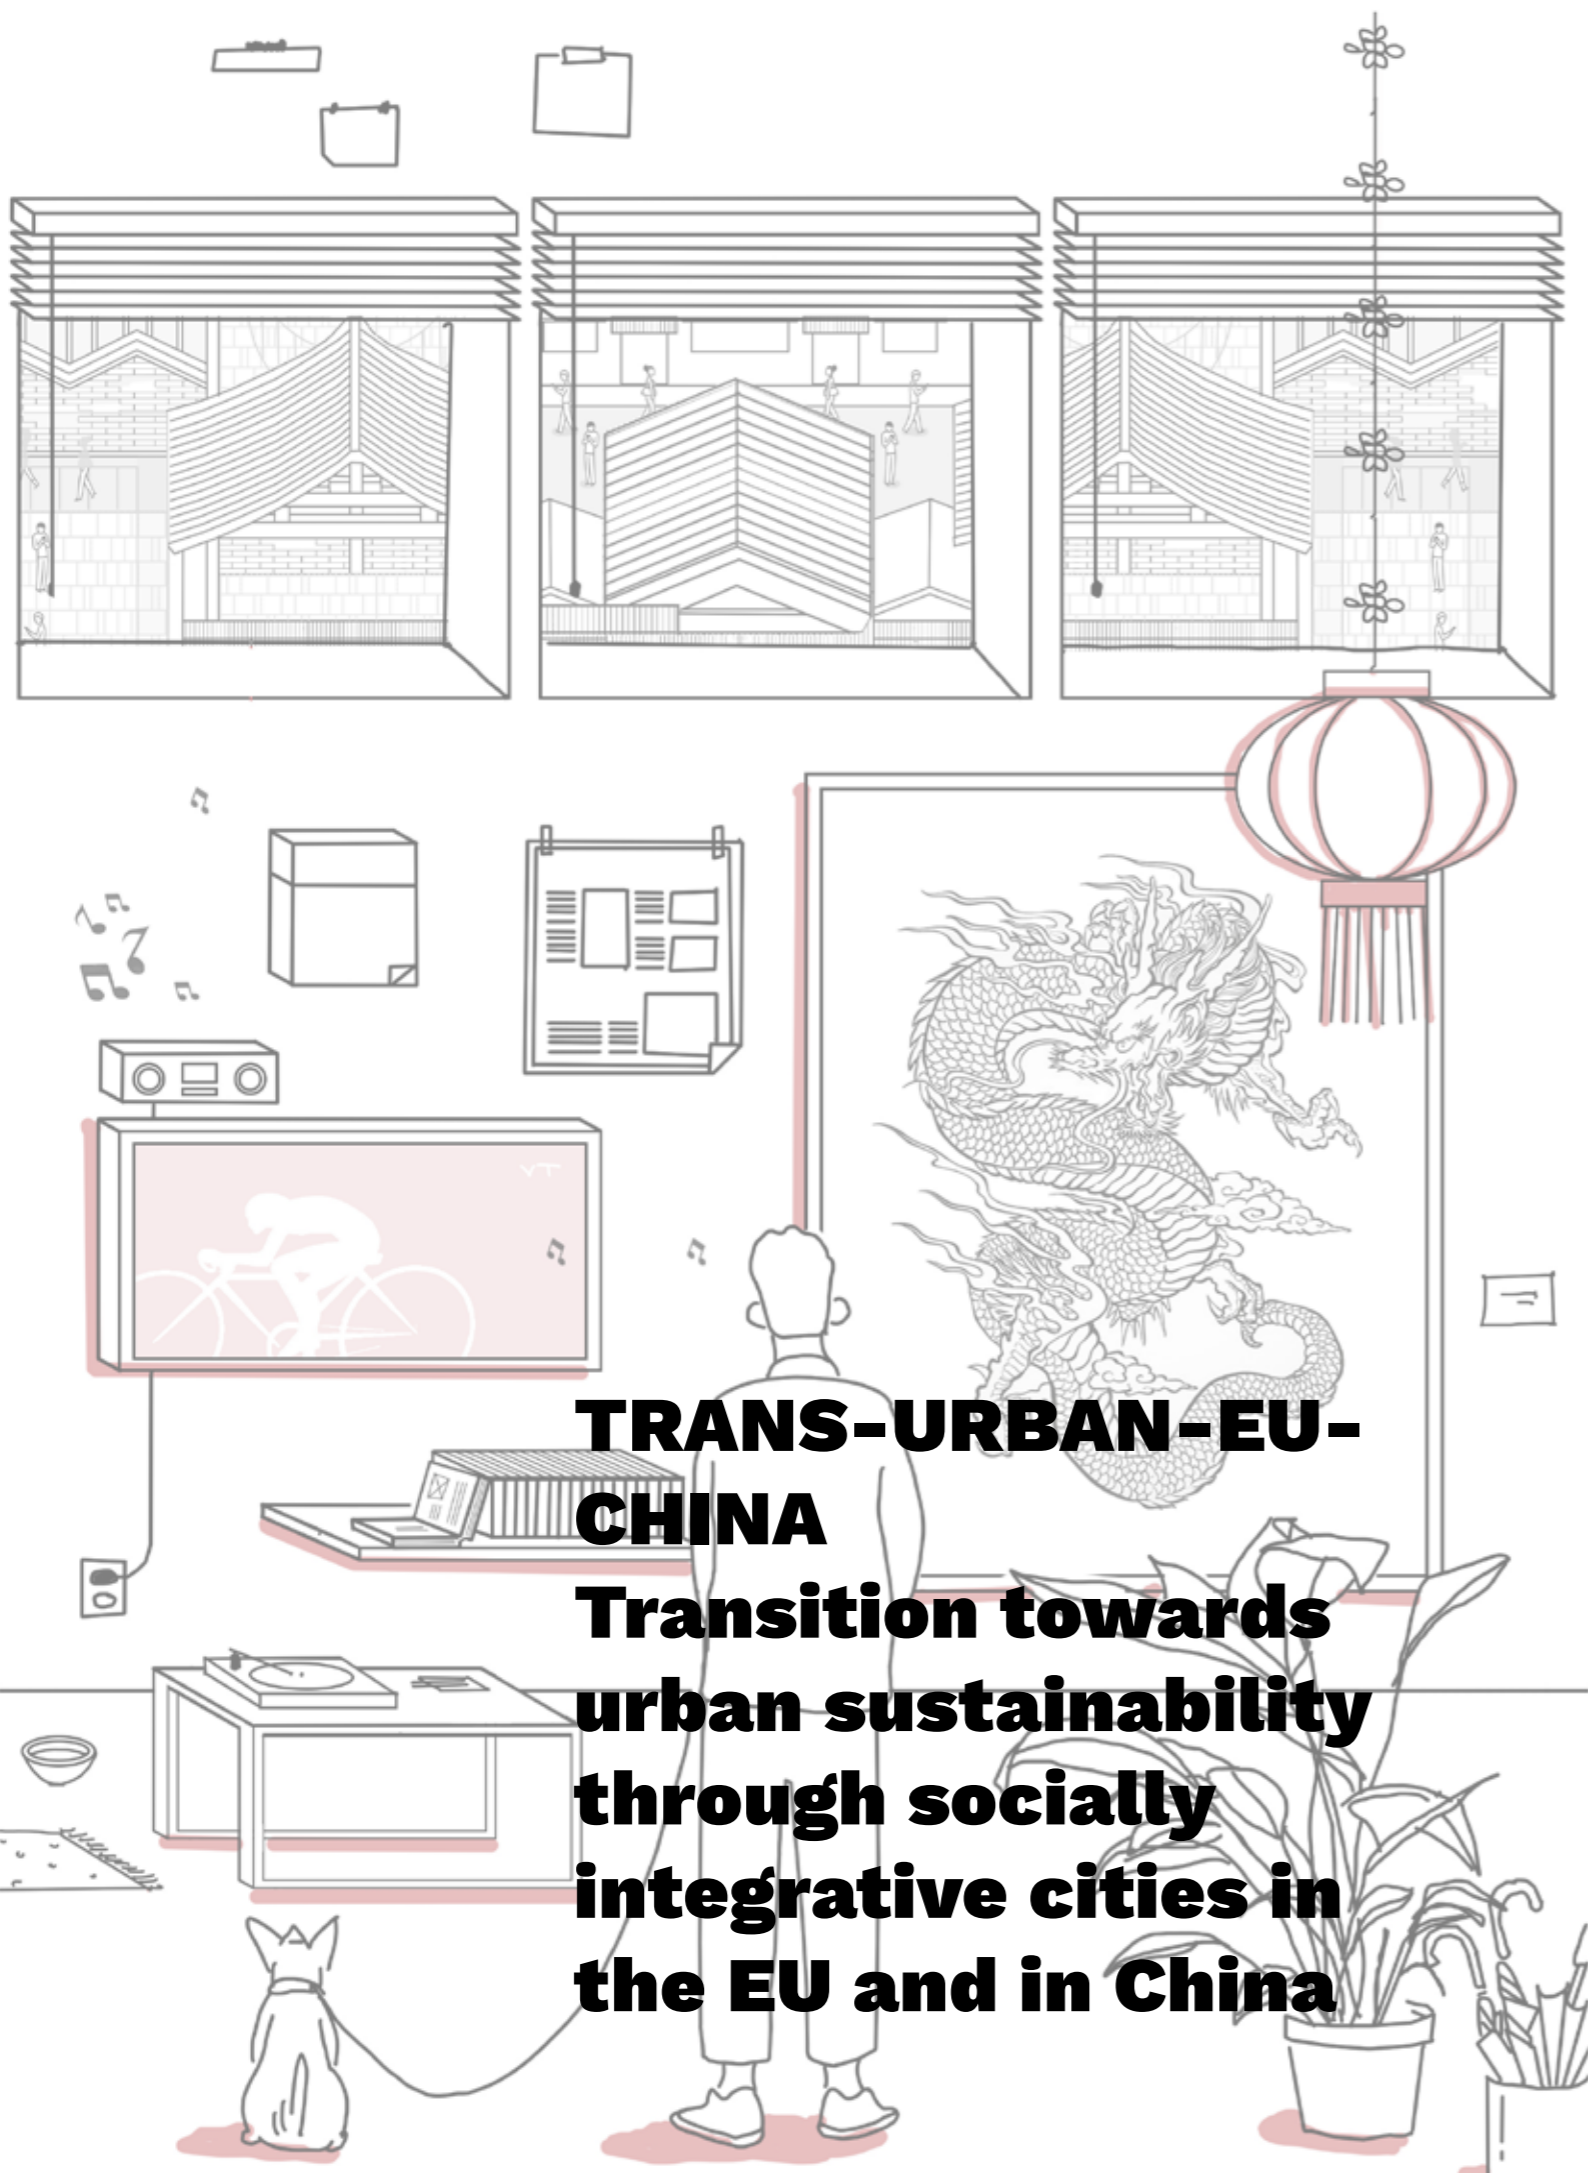 TRANS-URBAN-EU-
CHINA
Transition towards
urban sustainability
through socially
integrative cities in
the EU and in China